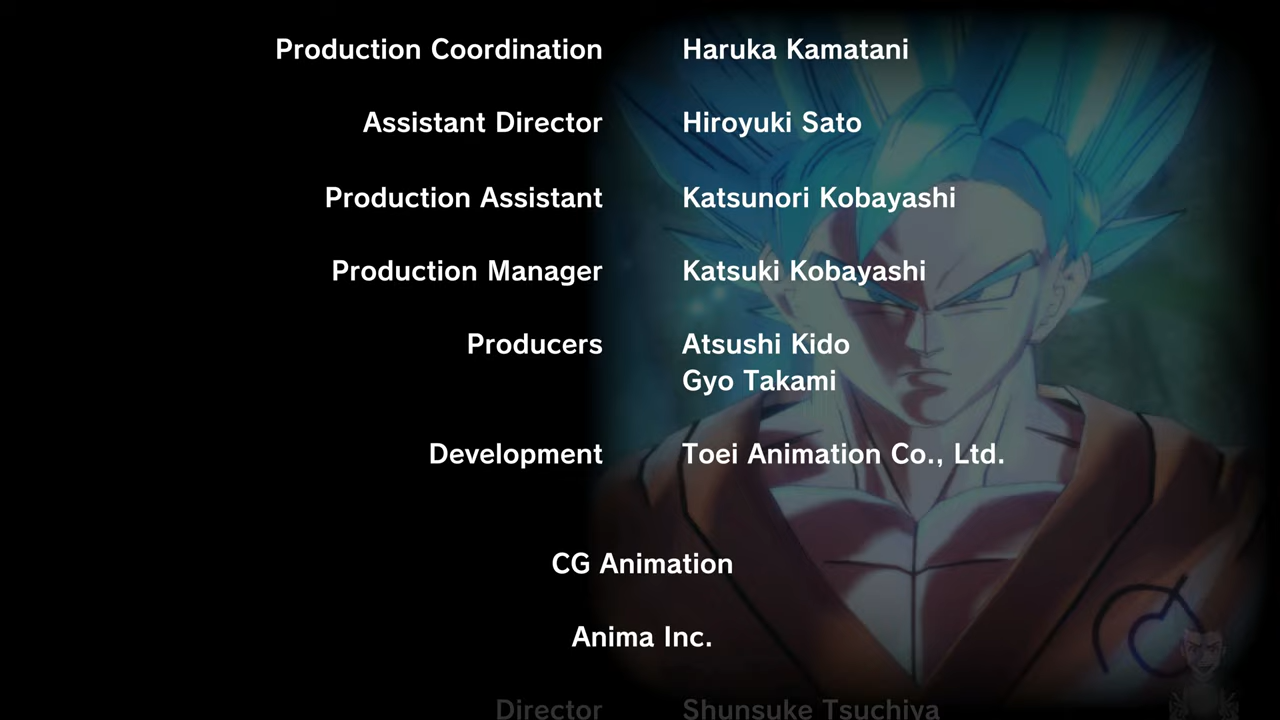 Production Coordination Haruka Kamatani
Assistant Director Hiroyuki Sato
Production Assistant Katsunori Kobayashi
Production Manager Katsuki Kobayashi
Producers Atsushi Kido
Gyo Takami
Development Toei Animation Co., Ltd.
CG Animation
Anima Inc.
Director Shunsuke Tsuchiya